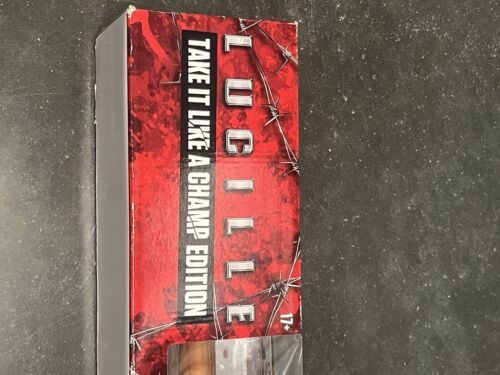 LUCILLE
TAKE IT LIKE A CHAMP EDITION
17+